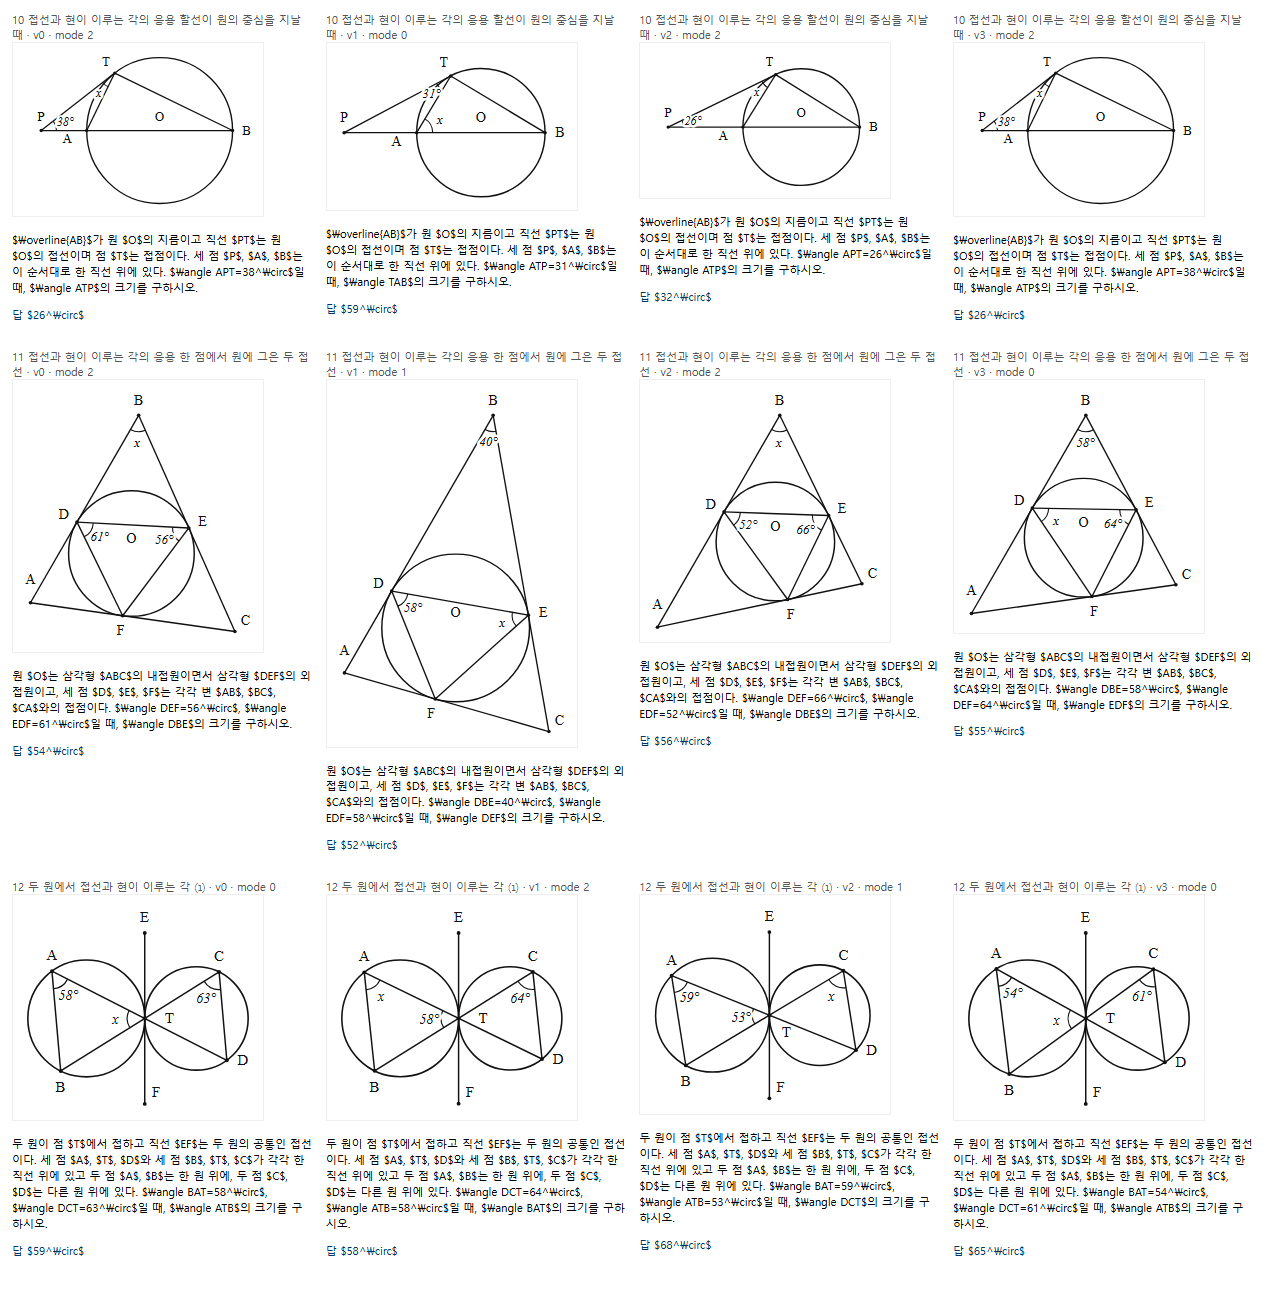 10 접선과 현이 이루는 각의 응용 할선이 원의 중심을 지날
때 · v0 · mode 2
T
x
P
38°
O
A
B
$₩overline{AB}$가 원 $O$의 지름이고 직선 $PT$는 원
$O$의 접선이며 점 $T$는 접점이다. 세 점 $P$, $A$, $B$는
이 순서대로 한 직선 위에 있다. $₩angle APT=38^₩circ$일
때, $₩angle ATP$의 크기를 구하시오.
답 $26^₩circ$
10 접선과 현이 이루는 각의 응용 할선이 원의 중심을 지날
때 · v1 · mode 0
T
31°
P
x
O
A
B
$₩overline{AB}$가 원 $O$의 지름이고 직선 $PT$는 원
$O$의 접선이며 점 $T$는 접점이다. 세 점 $P$, $A$, $B$는
이 순서대로 한 직선 위에 있다. $₩angle ATP=31^₩circ$일
때, $₩angle TAB$의 크기를 구하시오.
답 $59^₩circ$
10 접선과 현이 이루는 각의 응용 할선이 원의 중심을 지날
때 · v2 · mode 2
T
x
P
26°
O
A
B
$₩overline{AB}$가 원 $O$의 지름이고 직선 $PT$는 원
$O$의 접선이며 점 $T$는 접점이다. 세 점 $P$, $A$, $B$는
이 순서대로 한 직선 위에 있다. $₩angle APT=26^₩circ$일
때, $₩angle ATP$의 크기를 구하시오.
답 $32^₩circ$
10 접선과 현이 이루는 각의 응용 할선이 원의 중심을 지날
때 · v3 · mode 2
T
x
P
38°
O
A
B
$₩overline{AB}$가 원 $O$의 지름이고 직선 $PT$는 원
$O$의 접선이며 점 $T$는 접점이다. 세 점 $P$, $A$, $B$는
이 순서대로 한 직선 위에 있다. $₩angle APT=38^₩circ$일
때, $₩angle ATP$의 크기를 구하시오.
답 $26^₩circ$
11 접선과 현이 이루는 각의 응용 한 점에서 원에 그은 두 접
선 · v0 · mode 2
B
x
D
E
61°
O
56°
A
F
C
원 $O$는 삼각형 $ABC$의 내접원이면서 삼각형 $DEF$의 외
접원이고, 세 점 $D$, $E$, $F$는 각각 변 $AB$, $BC$,
$CA$와의 접점이다. $₩angle DEF=56^₩circ$, $₩angle
EDF=61^₩circ$일 때, $₩angle DBE$의 크기를 구하시오.
답 $54^₩circ$
11 접선과 현이 이루는 각의 응용 한 점에서 원에 그은 두 접
선 · v1 · mode 1
B
40°
D
58°
O
E
x
A
F
C
원 $O$는 삼각형 $ABC$의 내접원이면서 삼각형 $DEF$의 외
접원이고, 세 점 $D$, $E$, $F$는 각각 변 $AB$, $BC$,
$CA$와의 접점이다. $₩angle DBE=40^₩circ$, $₩angle
EDF=58^₩circ$일 때, $₩angle DEF$의 크기를 구하시오.
답 $52^₩circ$
11 접선과 현이 이루는 각의 응용 한 점에서 원에 그은 두 접
선 · v2 · mode 2
B
x
D
E
52°
O
66°
A
F
C
원 $O$는 삼각형 $ABC$의 내접원이면서 삼각형 $DEF$의 외
접원이고, 세 점 $D$, $E$, $F$는 각각 변 $AB$, $BC$,
$CA$와의 접점이다. $₩angle DEF=66^₩circ$, $₩angle
EDF=52^₩circ$일 때, $₩angle DBE$의 크기를 구하시오.
답 $56^₩circ$
11 접선과 현이 이루는 각의 응용 한 점에서 원에 그은 두 접
선 · v3 · mode 0
B
58°
D
E
x
O
64°
A
F
C
원 $O$는 삼각형 $ABC$의 내접원이면서 삼각형 $DEF$의 외
접원이고, 세 점 $D$, $E$, $F$는 각각 변 $AB$, $BC$,
$CA$와의 접점이다. $₩angle DBE=58^₩circ$, $₩angle
DEF=64^₩circ$일 때, $₩angle EDF$의 크기를 구하시오.
답 $55^₩circ$
12 두 원에서 접선과 현이 이루는 각 ⑴ · v0 · mode 0
E
A
C
58°
63°
x
T
D
B
F
두 원이 점 $T$에서 접하고 직선 $EF$는 두 원의 공통인 접선
이다. 세 점 $A$, $T$, $D$와 세 점 $B$, $T$, $C$가 각각 한
직선 위에 있고 두 점 $A$, $B$는 한 원 위에, 두 점 $C$,
$D$는 다른 원 위에 있다. $₩angle BAT=58^₩circ$,
$₩angle DCT=63^₩circ$일 때, $₩angle ATB$의 크기를 구
하시오.
답 $59^₩circ$
12 두 원에서 접선과 현이 이루는 각 ⑴ · v1 · mode 2
E
A
C
x
64°
58°
T
D
B
F
두 원이 점 $T$에서 접하고 직선 $EF$는 두 원의 공통인 접선
이다. 세 점 $A$, $T$, $D$와 세 점 $B$, $T$, $C$가 각각 한
직선 위에 있고 두 점 $A$, $B$는 한 원 위에, 두 점 $C$,
$D$는 다른 원 위에 있다. $₩angle DCT=64^₩circ$,
$₩angle ATB=58^₩circ$일 때, $₩angle BAT$의 크기를 구하
시오.
답 $58^₩circ$
12 두 원에서 접선과 현이 이루는 각 ⑴ · v2 · mode 1
E
A
C
59°
x
53°
T
D
B
F
두 원이 점 $T$에서 접하고 직선 $EF$는 두 원의 공통인 접선
이다. 세 점 $A$, $T$, $D$와 세 점 $B$, $T$, $C$가 각각 한
직선 위에 있고 두 점 $A$, $B$는 한 원 위에, 두 점 $C$,
$D$는 다른 원 위에 있다. $₩angle BAT=59^₩circ$,
$₩angle ATB=53^₩circ$일 때, $₩angle DCT$의 크기를 구
하시오.
답 $68^₩circ$
12 두 원에서 접선과 현이 이루는 각 ⑴ · v3 · mode 0
E
A
C
54°
61°
x
T
D
B
F
두 원이 점 $T$에서 접하고 직선 $EF$는 두 원의 공통인 접선
이다. 세 점 $A$, $T$, $D$와 세 점 $B$, $T$, $C$가 각각 한
직선 위에 있고 두 점 $A$, $B$는 한 원 위에, 두 점 $C$,
$D$는 다른 원 위에 있다. $₩angle BAT=54^₩circ$,
$₩angle DCT=61^₩circ$일 때, $₩angle ATB$의 크기를 구
하시오.
답 $65^₩circ$